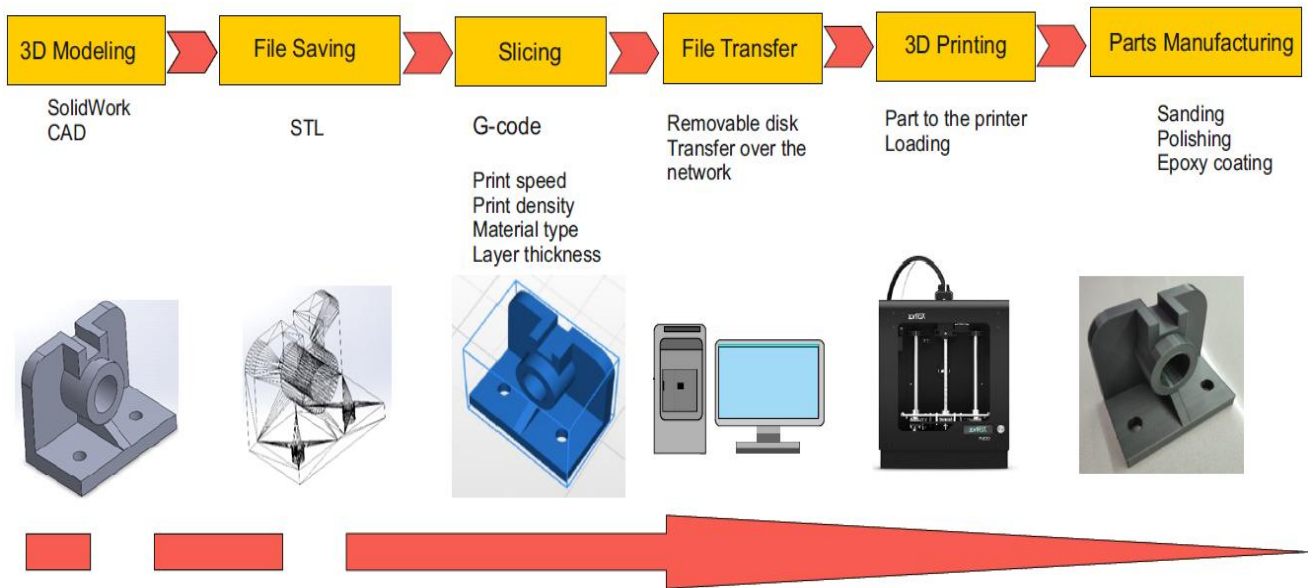 3D Modeling
File Saving
Slicing
File Transfer
3D Printing
Parts Manufacturing
SolidWork
CAD
STL
G-code
Print speed
Print density
Material type
Layer thickness
Removable disk
Transfer over the
network
Part to the printer
Loading
Sanding
Polishing
Epoxy coating